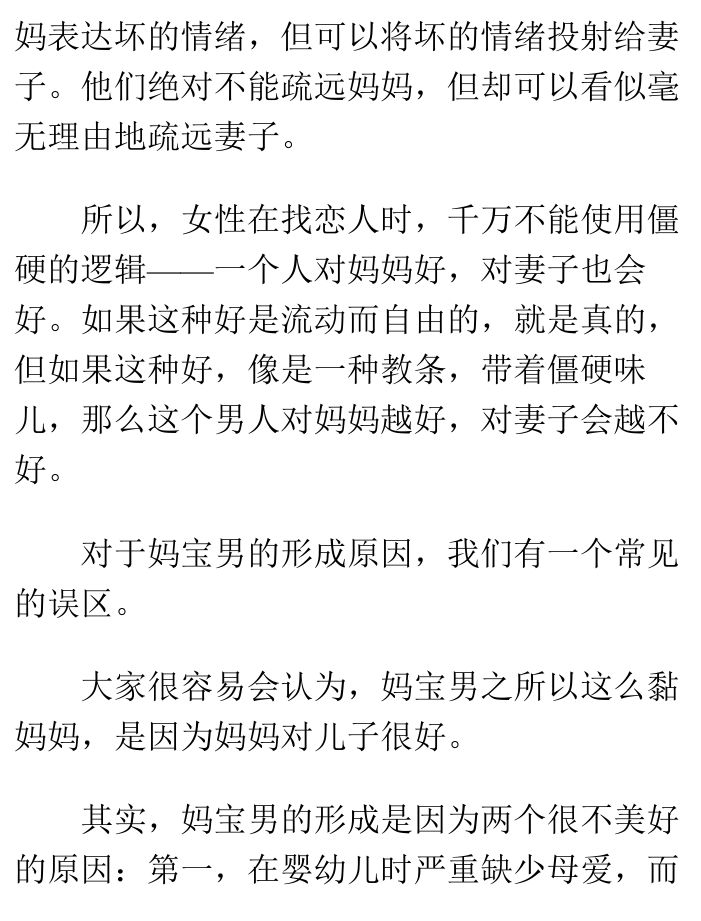 妈表达坏的情绪，但可以将坏的情绪投射给妻
子。他们绝对不能疏远妈妈，但却可以看似毫
无理由地疏远妻子。
所以，女性在找恋人时，千万不能使用僵
硬的逻辑——一个人对妈妈好，对妻子也会
好。如果这种好是流动而自由的，就是真的，
但如果这种好，像是一种教条，带着僵硬味
儿，那么这个男人对妈妈越好，对妻子会越不
好。
对于妈宝男的形成原因，我们有一个常见
的误区。
大家很容易会认为，妈宝男之所以这么黏
妈妈，是因为妈妈对儿子很好。
其实，妈宝男的形成是因为两个很不美好
的原因：第一，在婴幼儿时严重缺少母爱，而